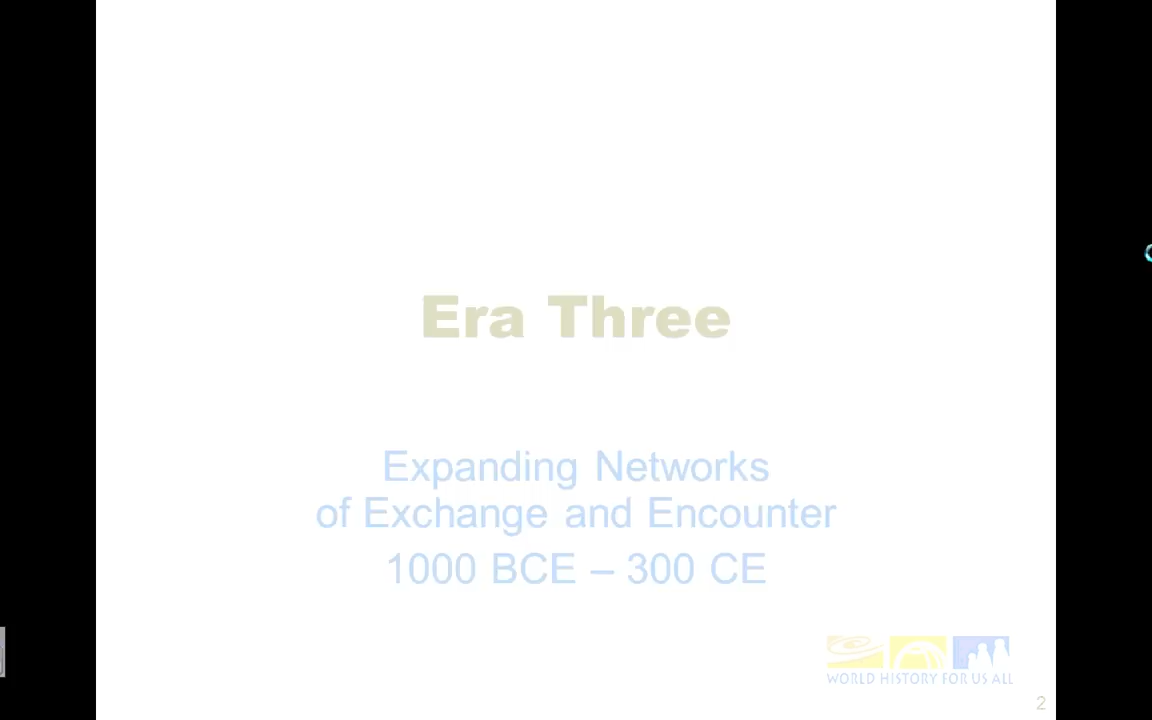 Era Three
Expanding Networks
of Exchange and Encounter
1000 BCE – 300 CE
WORLD HISTORY FOR US ALL
2